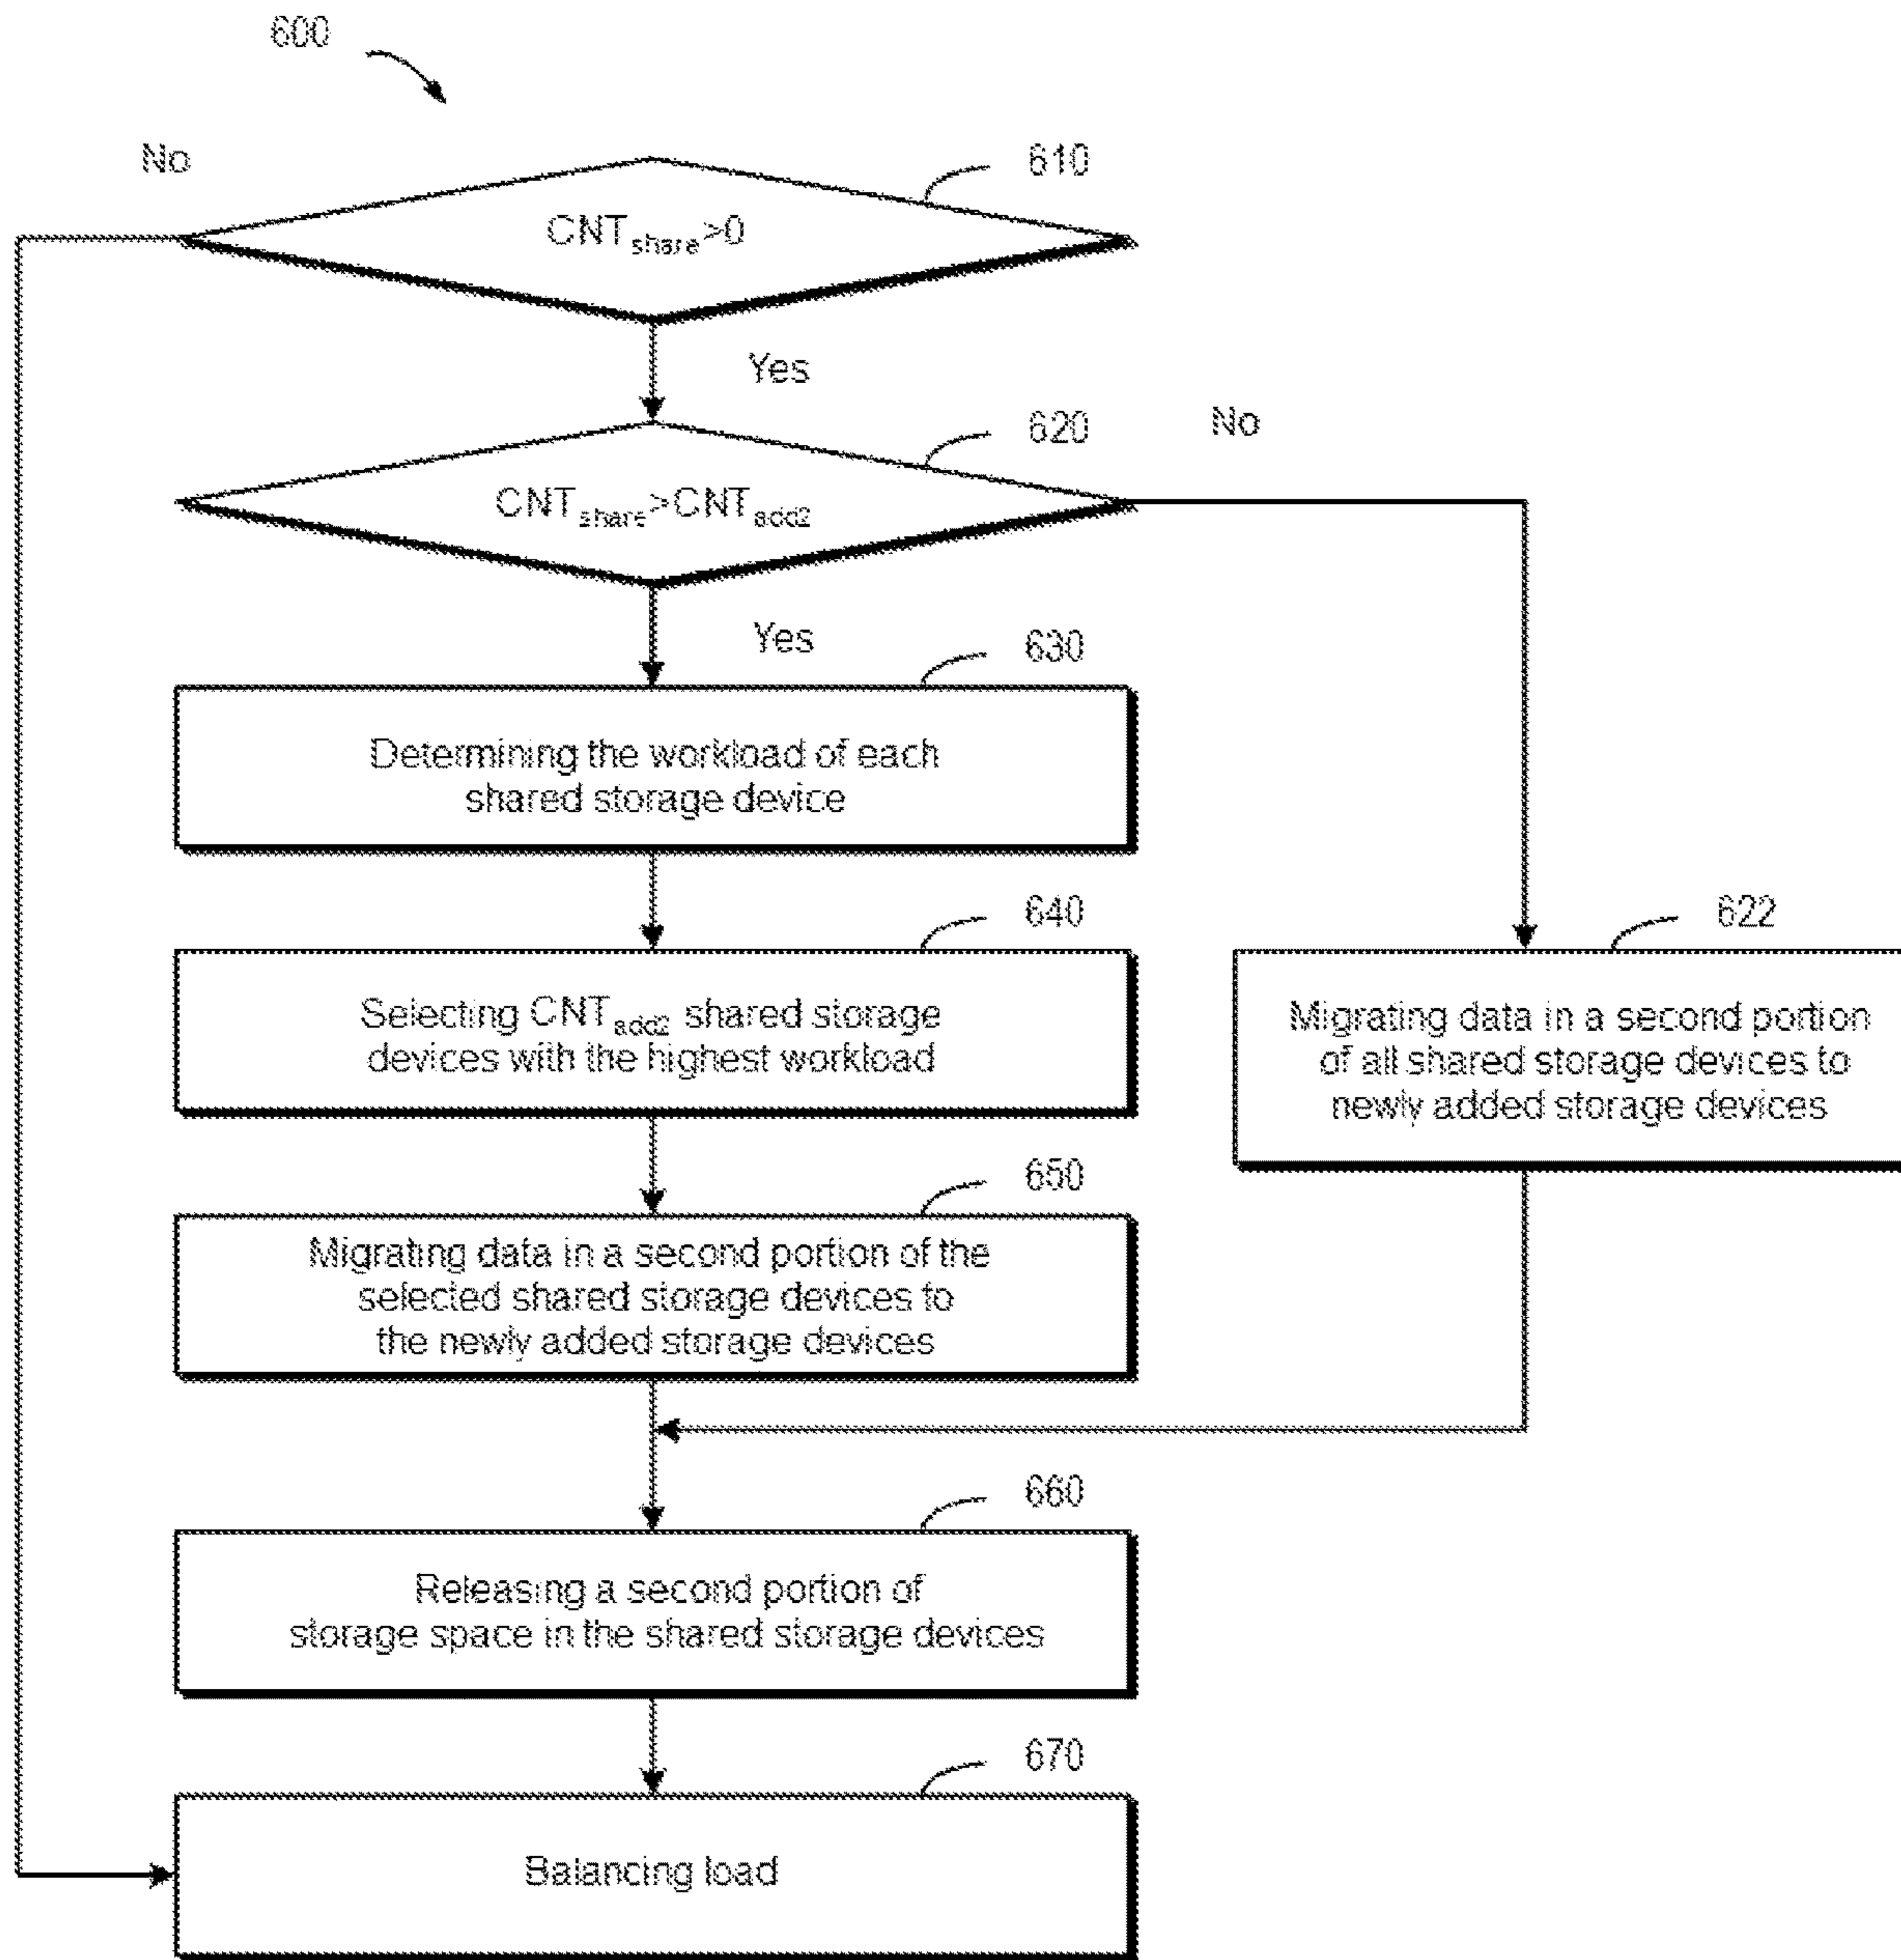 600
No
610
CNTshare>0
Yes
620
No
CNTshare>CNTadd2
Yes
630
Determining the workload of each
shared storage device
640
622
Selecting CNTadd2 shared storage
devices with the highest workload
Migrating data in a second portion
of all shared storage devices to
newly added storage devices
650
Migrating data in a second portion of the
selected shared storage devices to
the newly added storage devices
660
Releasing a second portion of
storage space in the shared storage devices
670
Balancing load